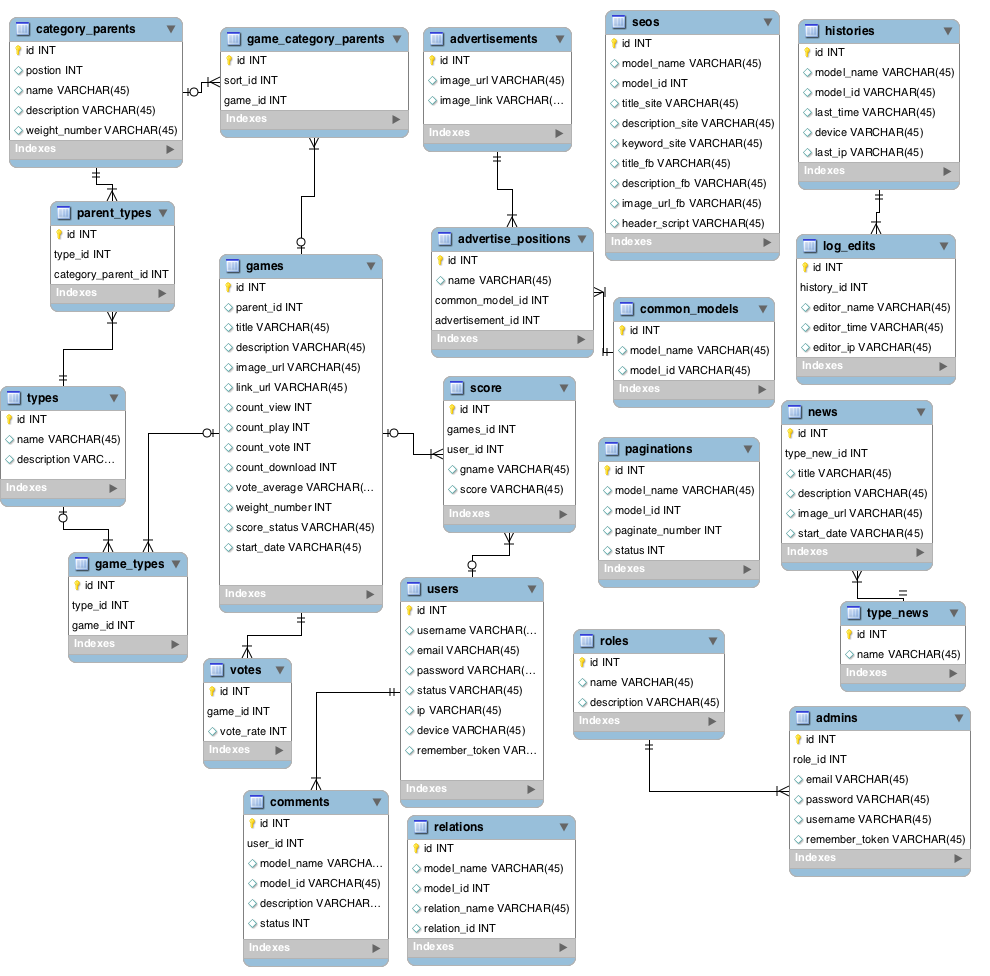 category_parents
id INT
postion INT
name VARCHAR(45)
description VARCHAR(45)
weight_number VARCHAR(45)
Indexes
game_category_parents
id INT
sort_id INT
game_id INT
Indexes
advertisements
id INT
image_url VARCHAR(45)
image_link VARCHAR(...
Indexes
seos
id INT
model_name VARCHAR(45)
model_id INT
title_site VARCHAR(45)
description_site VARCHAR(45)
keyword_site VARCHAR(45)
title_fb VARCHAR(45)
description_fb VARCHAR(45)
image_url_fb VARCHAR(45)
header_script VARCHAR(45)
Indexes
histories
id INT
model_name VARCHAR(45)
model_id VARCHAR(45)
last_time VARCHAR(45)
device VARCHAR(45)
last_ip VARCHAR(45)
Indexes
parent_types
id INT
type_id INT
category_parent_id INT
Indexes
games
id INT
parent_id INT
title VARCHAR(45)
description VARCHAR(45)
image_url VARCHAR(45)
link_url VARCHAR(45)
count_view INT
count_play INT
count_vote INT
count_download INT
vote_average VARCHAR(...
weight_number INT
score_status VARCHAR(45)
start_date VARCHAR(45)
Indexes
advertise_positions
id INT
name VARCHAR(45)
common_model_id INT
advertisement_id INT
Indexes
common_models
id INT
model_name VARCHAR(45)
model_id VARCHAR(45)
Indexes
log_edits
id INT
history_id INT
editor_name VARCHAR(45)
editor_time VARCHAR(45)
editor_ip VARCHAR(45)
Indexes
types
id INT
name VARCHAR(45)
description VARC...
Indexes
score
id INT
games_id INT
user_id INT
gname VARCHAR(45)
score VARCHAR(45)
Indexes
paginations
id INT
model_name VARCHAR(45)
model_id INT
paginate_number INT
status INT
Indexes
news
id INT
type_new_id INT
title VARCHAR(45)
description VARCHAR(45)
image_url VARCHAR(45)
start_date VARCHAR(45)
Indexes
game_types
id INT
type_id INT
game_id INT
Indexes
users
id INT
username VARCHAR(...
email VARCHAR(45)
password VARCHAR(...
status VARCHAR(45)
ip VARCHAR(45)
device VARCHAR(45)
remember_token VAR...
Indexes
type_news
id INT
name VARCHAR(45)
Indexes
votes
id INT
game_id INT
vote_rate INT
Indexes
roles
id INT
name VARCHAR(45)
description VARCHAR(45)
Indexes
admins
id INT
role_id INT
email VARCHAR(45)
password VARCHAR(45)
username VARCHAR(45)
remember_token VARCHAR(45)
Indexes
comments
id INT
user_id INT
model_name VARCHA...
model_id VARCHAR(45)
description VARCHAR...
status INT
Indexes
relations
id INT
model_name VARCHAR(45)
model_id INT
relation_name VARCHAR(45)
relation_id INT
Indexes